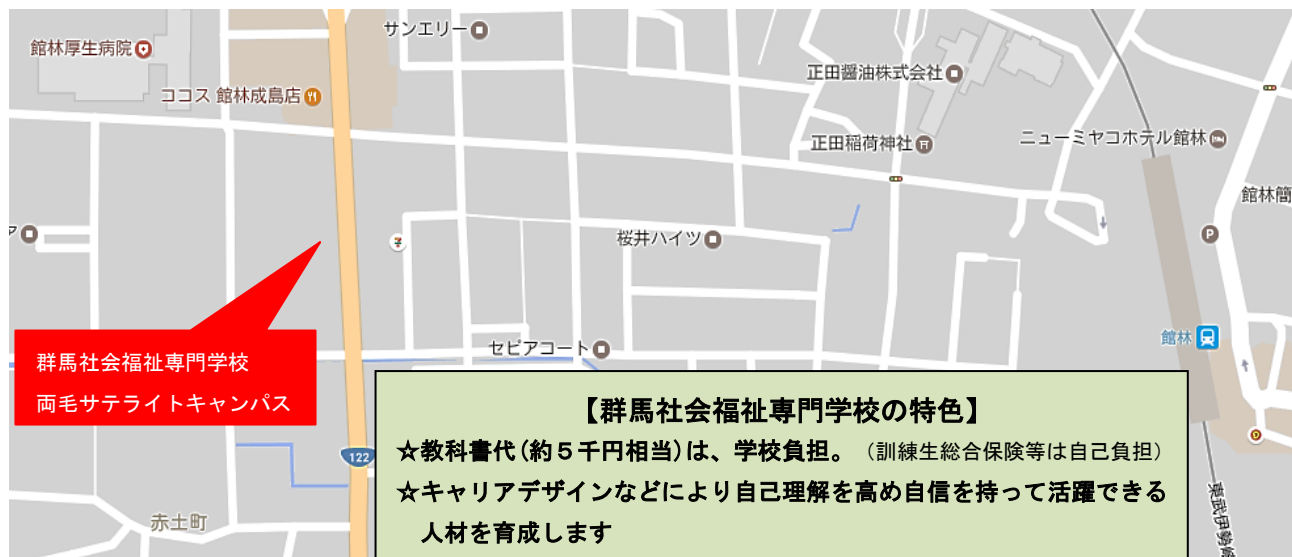 サンエリー
館林厚生病院
正田醤油株式会社
ココス 館林成島店
ニューミヤコホテル館林
正田稲荷神社
館林簡
ア
桜井ハイツ
P
館林
セピアコート
群馬社会福祉専門学校
両毛サテライトキャンパス
【群馬社会福祉専門学校の特色】
☆教科書代(約5千円相当)は、学校負担。（訓練生総合保険等は自己負担）
☆キャリアデザインなどにより自己理解を高め自信を持って活躍できる
人材を育成します
122
赤土町
東武伊勢崎